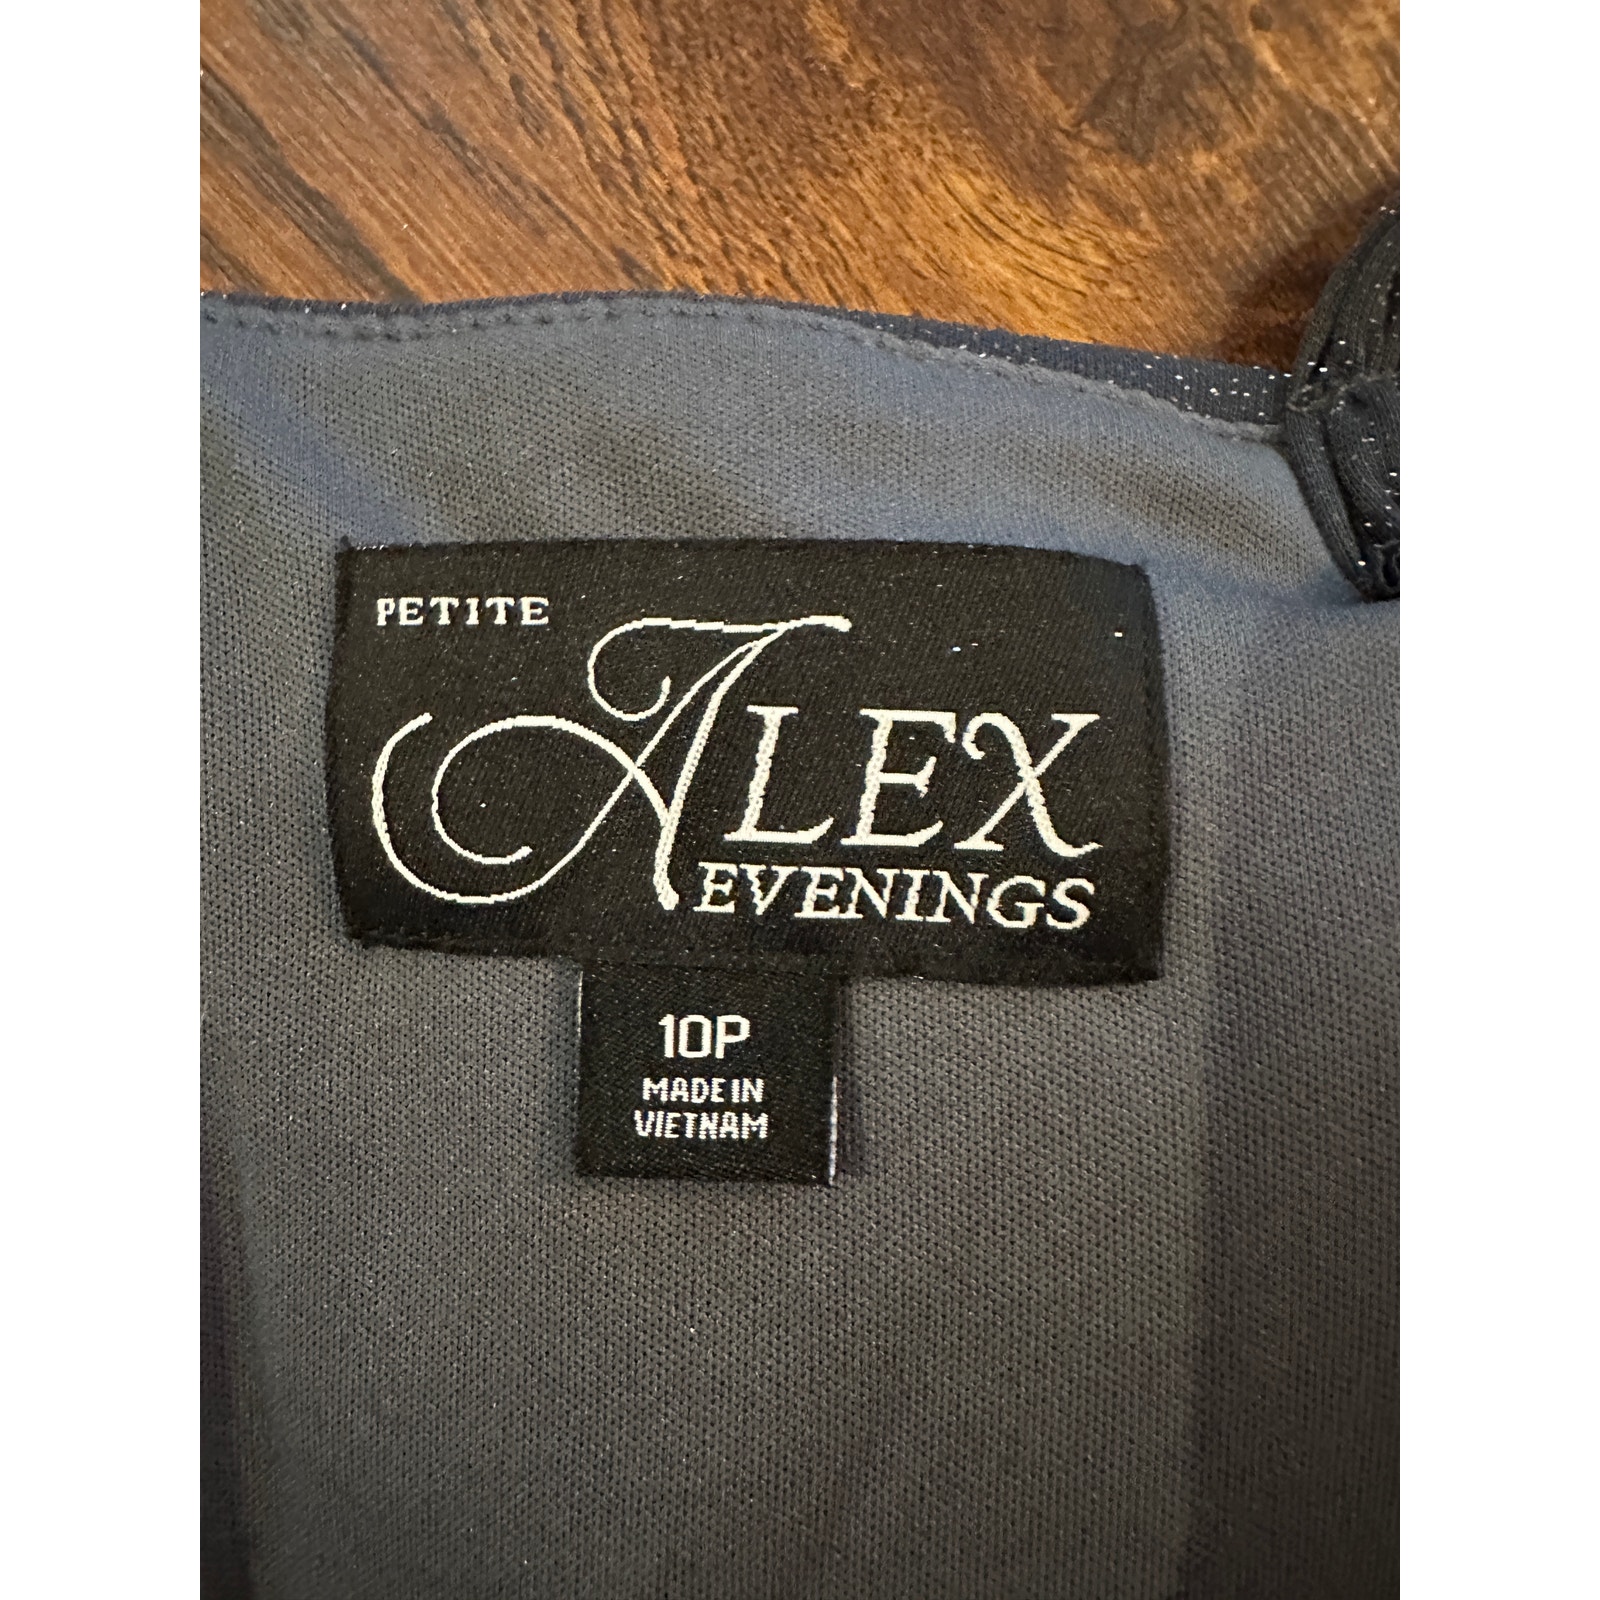 PETITE
ALEX
EVENINGS
10P
MADE IN
VIETNAM